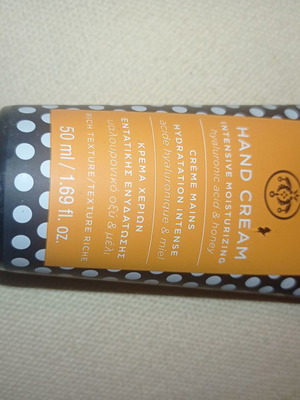 HAND CREAM
INTENSIVE MOISTURIZING
hyaluronic acid & honey
CREME MAINS
HYDRATATION INTENSE
acide hyaluronique & miel
ΚΡΕΜΑ ΧΕΡΙΩΝ
ΕΝΤΑΤΙΚΗΣ ΕΝΥΔΑΤΩΣΗΣ
υαλουρονικό οξύ & μέλι
RICH TEXTURE/TEXTURE RICHE
50 ml/1.69 fl. oz.